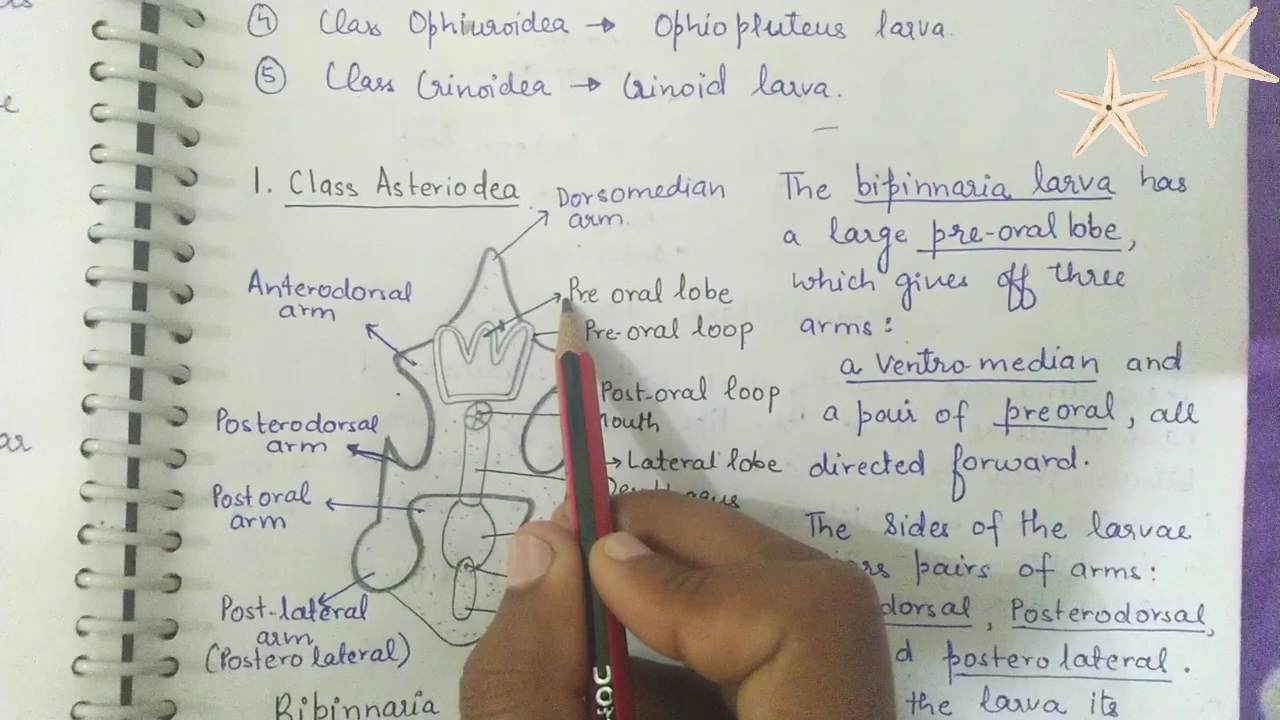 ④ Class Ophiuroidea → Ophiopluteus larva.
⑤ Class Crinoidea → Crinoid larva.
1. Class Asteriodea
Dorsomedian
arm.
Anterodorsal
arm
Pre oral lobe
Pre-oral loop
Post-oral loop
Posterodorsal
arm
Lateral lobe
Post oral
arm
Post-lateral
arm
(Postero lateral)
Bibinnaria
The bipinnaria larva has
a large pre-oral lobe,
which gives off three
arms:
a ventro median and
a pair of preoral, all
directed forward.
The sides of the larvae
pairs of arms:
dorsal, Posterodorsal,
postero lateral.
the larva its